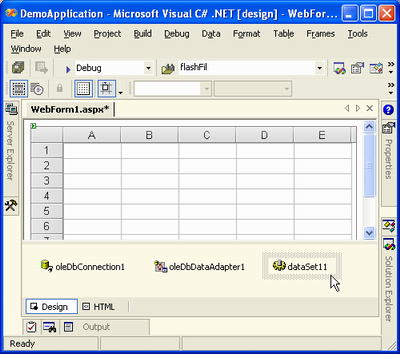 DemoApplication - Microsoft Visual C# .NET [design] - WebForm
File Edit View Project Build Debug Data Format Table Frames Tools
Window Help
Debug flashFil
WebForm1.aspx*
Server Explorer
Properties
Solution Explorer
A B C D E
1
2
3
4
5
6
7
oleDbConnection1 oleDbDataAdapter1 dataSet11
Design HTML
Output
Ready